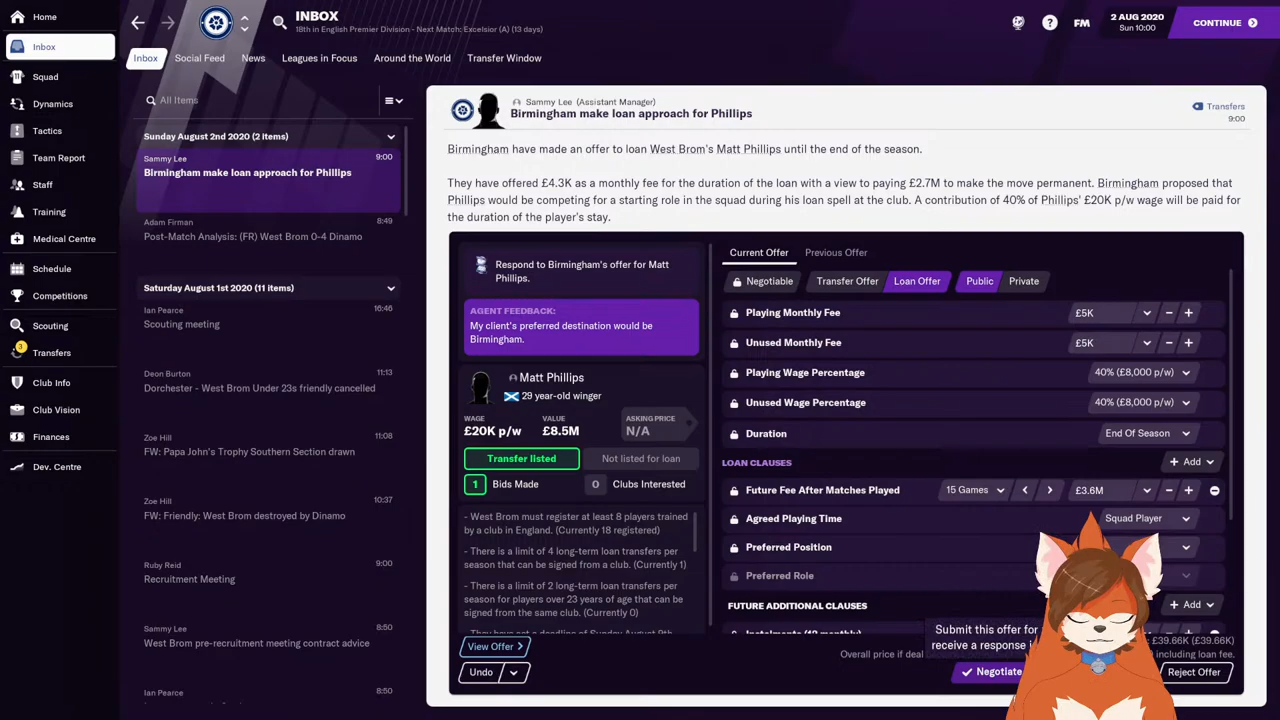 Home
INBOX
18th in English Premier Division - Next Match: Excelsior (A) (13 days)
FM
2 AUG 2020
Sun 10:00
CONTINUE
Inbox
Squad
Dynamics
Tactics
Team Report
Staff
Training
Medical Centre
Schedule
Competitions
Scouting
3
Transfers
Club Info
Club Vision
Finances
Dev. Centre
Inbox
Social Feed
News
Leagues in Focus
Around the World
Transfer Window
All Items
Sunday August 2nd 2020 (2 items)
Sammy Lee
9:00
Birmingham make loan approach for Phillips
Adam Firman
8:49
Post-Match Analysis: (FR) West Brom 0-4 Dinamo
Saturday August 1st 2020 (11 items)
Ian Pearce
16:46
Scouting meeting
Deon Burton
11:13
Dorchester - West Brom Under 23s friendly cancelled
Zoe Hill
11:08
FW: Papa John's Trophy Southern Section drawn
Zoe Hill
10:37
FW: Friendly: West Brom destroyed by Dinamo
Ruby Reid
9:00
Recruitment Meeting
Sammy Lee
8:50
West Brom pre-recruitment meeting contract advice
Ian Pearce
8:50
Sammy Lee (Assistant Manager)
Birmingham make loan approach for Phillips
Transfers
9:00
Birmingham have made an offer to loan West Brom's Matt Phillips until the end of the season.
They have offered £4.3K as a monthly fee for the duration of the loan with a view to paying £2.7M to make the move permanent. Birmingham proposed that
Phillips would be competing for a starting role in the squad during his loan spell at the club. A contribution of 40% of Phillips' £20K p/w wage will be paid for
the duration of the player's stay.
Respond to Birmingham's offer for Matt
Phillips.
AGENT FEEDBACK:
My client's preferred destination would be
Birmingham.
Matt Phillips
29 year-old winger
WAGE
£20K p/w
VALUE
£8.5M
ASKING PRICE
N/A
Transfer listed
Not listed for loan
1
Bids Made
0
Clubs Interested
- West Brom must register at least 8 players trained
by a club in England. (Currently 18 registered)
- There is a limit of 4 long-term loan transfers per
season that can be signed from a club. (Currently 1)
- There is a limit of 2 long-term loan transfers per
season for players over 23 years of age that can be
signed from the same club. (Currently 0)
View Offer
Undo
Current Offer
Previous Offer
Negotiable
Transfer Offer
Loan Offer
Public
Private
Playing Monthly Fee
£5K
Unused Monthly Fee
£5K
Playing Wage Percentage
40% (£8,000 p/w)
Unused Wage Percentage
40% (£8,000 p/w)
Duration
End Of Season
LOAN CLAUSES
Add
Future Fee After Matches Played
15 Games
£3.6M
Agreed Playing Time
Squad Player
Preferred Position
Preferred Role
FUTURE ADDITIONAL CLAUSES
Add
Submit this offer for
receive a response i
£39.66K (£39.66K)
Overall price if deal
including loan fee.
Negotiate
Reject Offer